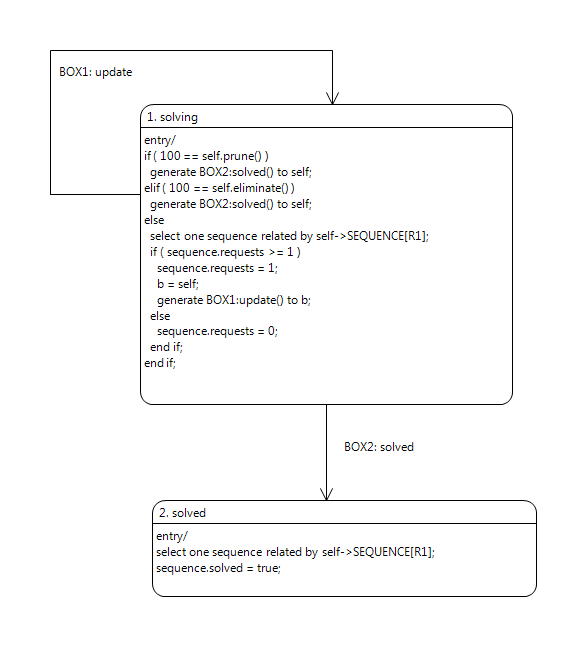 BOX1: update
1. solving
entry/
if ( 100 == self.prune() )
generate BOX2:solved() to self;
elif ( 100 == self.eliminate() )
generate BOX2:solved() to self;
else
select one sequence related by self->SEQUENCE[R1];
if ( sequence.requests >= 1 )
sequence.requests = 1;
b = self;
generate BOX1:update() to b;
else
sequence.requests = 0;
end if;
end if;
BOX2: solved
2. solved
entry/
select one sequence related by self->SEQUENCE[R1];
sequence.solved = true;